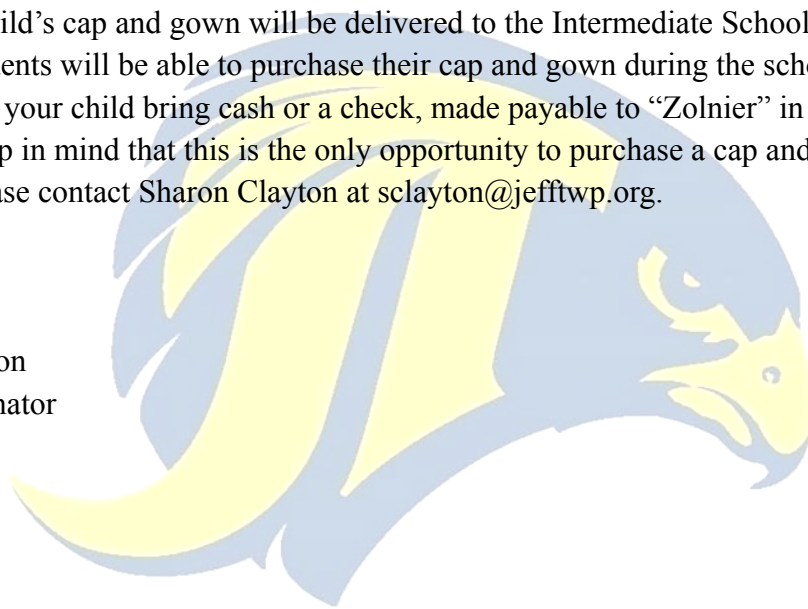 ild’s cap and gown will be delivered to the Intermediate School
ents will be able to purchase their cap and gown during the scho
your child bring cash or a check, made payable to “Zolnier” in
p in mind that this is the only opportunity to purchase a cap and
ase contact Sharon Clayton at sclayton@jefftwp.org.
on
nator